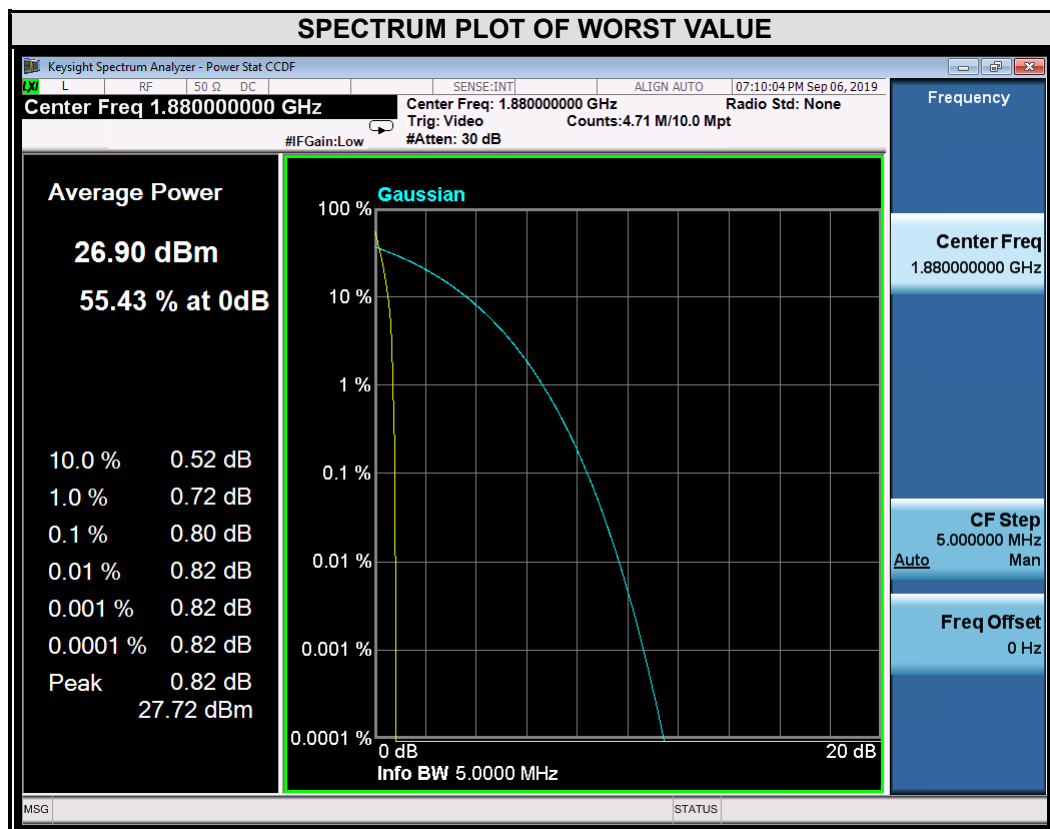 SPECTRUM PLOT OF WORST VALUE
Keysight Spectrum Analyzer - Power Stat CCDF
LXI L RF 50 Ω DC SENSE:INT ALIGN AUTO 07:10:04 PM Sep 06, 2019
Center Freq 1.880000000 GHz
#IFGain:Low
Center Freq: 1.880000000 GHz Radio Std: None
Trig: Video Counts:4.71 M/10.0 Mpt
#Atten: 30 dB
Average Power
26.90 dBm
55.43 % at 0dB
10.0 % 0.52 dB
1.0 % 0.72 dB
0.1 % 0.80 dB
0.01 % 0.82 dB
0.001 % 0.82 dB
0.0001 % 0.82 dB
Peak 0.82 dB
27.72 dBm
Gaussian
100 %
10 %
1 %
0.1 %
0.01 %
0.001 %
0.0001 %
0 dB 20 dB
Info BW 5.0000 MHz
Frequency
Center Freq
1.880000000 GHz
CF Step
5.000000 MHz
Auto Man
Freq Offset
0 Hz
MSG STATUS